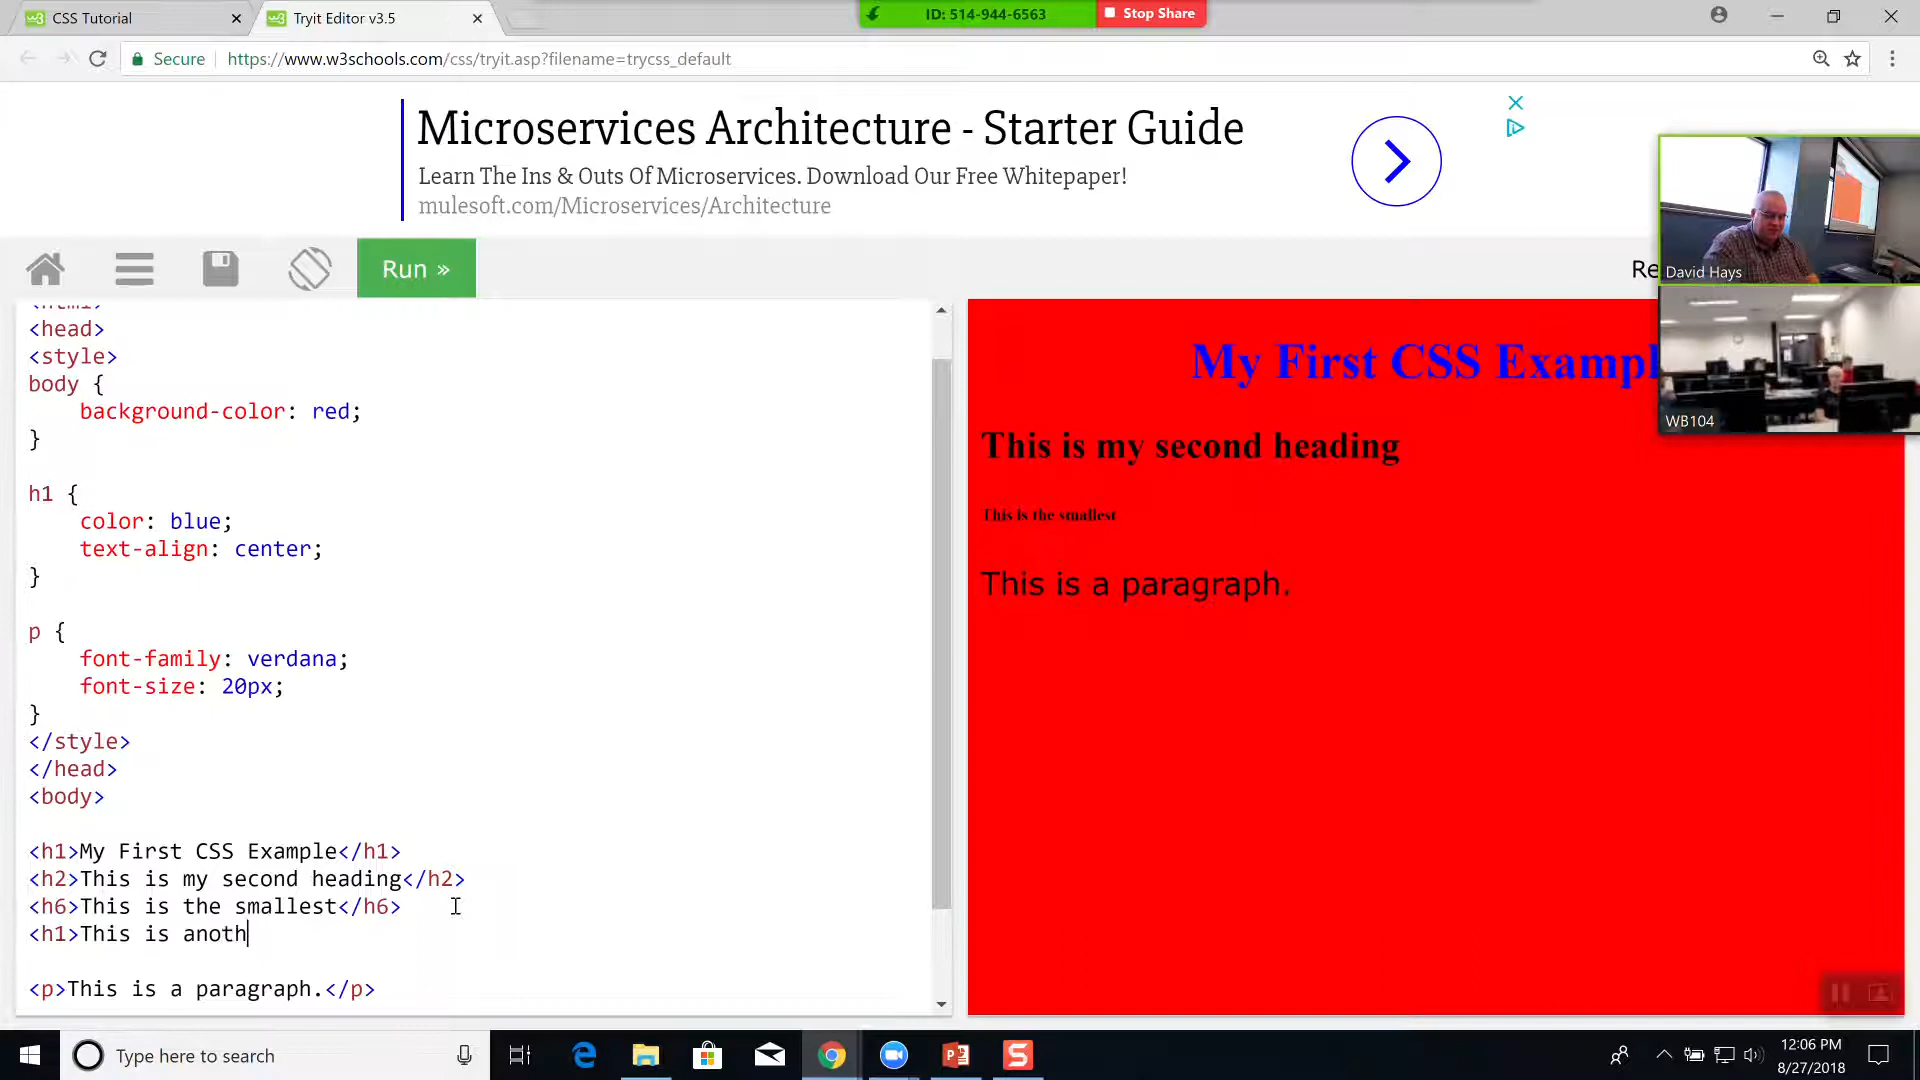 CSS Tutorial
Tryit Editor v3.5
ID: 514-944-6563
Stop Share
Secure
https://www.w3schools.com/css/tryit.asp?filename=trycss_default
Microservices Architecture - Starter Guide
Learn The Ins & Outs Of Microservices. Download Our Free Whitepaper!
mulesoft.com/Microservices/Architecture
Run »
Re
David Hays
WB104
<html>
<head>
<style>
body {
background-color: red;
}
h1 {
color: blue;
text-align: center;
}
p {
font-family: verdana;
font-size: 20px;
}
</style>
</head>
<body>
<h1>My First CSS Example</h1>
<h2>This is my second heading</h2>
<h6>This is the smallest</h6>
<h1>This is anoth
<p>This is a paragraph.</p>
My First CSS Exampl
This is my second heading
This is the smallest
This is a paragraph.
Type here to search
12:06 PM
8/27/2018